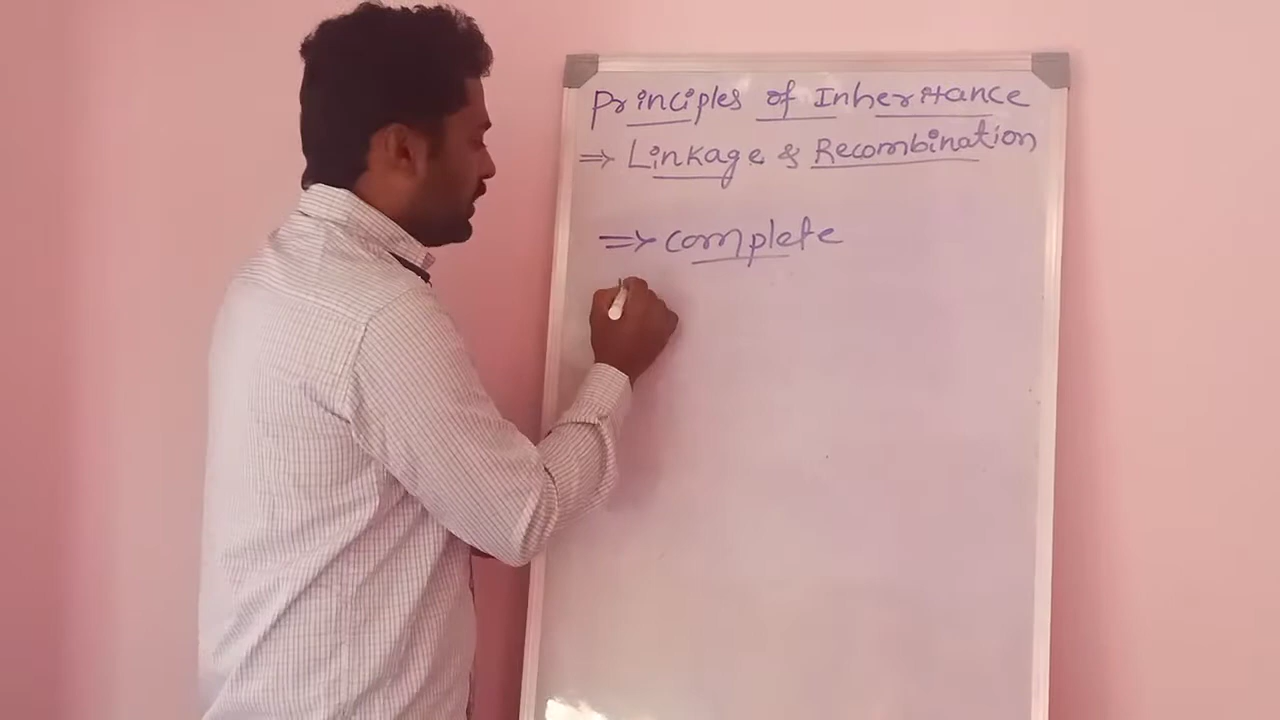 Principles of Inheritance
⇒ Linkage & Recombination
⇒ complete